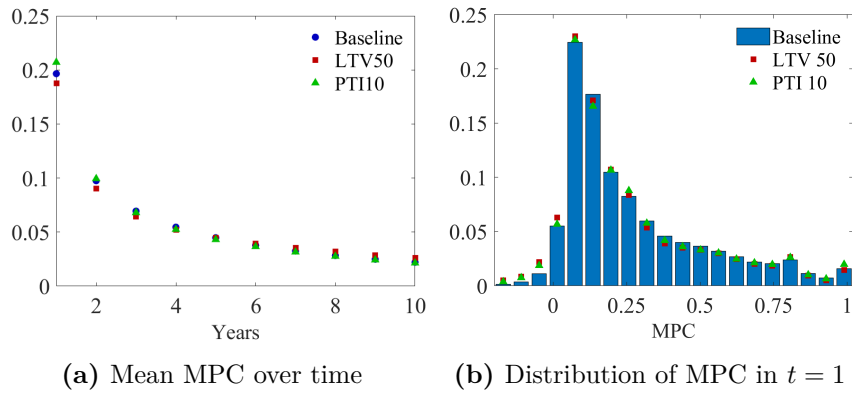 0.25
0.2
0.15
0.1
0.05
0
2
4
6
8
10
Years
Baseline
LTV50
PTI10
(a) Mean MPC over time
0.25
0.2
0.15
0.1
0.05
0
0
0.25
0.5
0.75
1
MPC
Baseline
LTV 50
PTI 10
(b) Distribution of MPC in t = 1